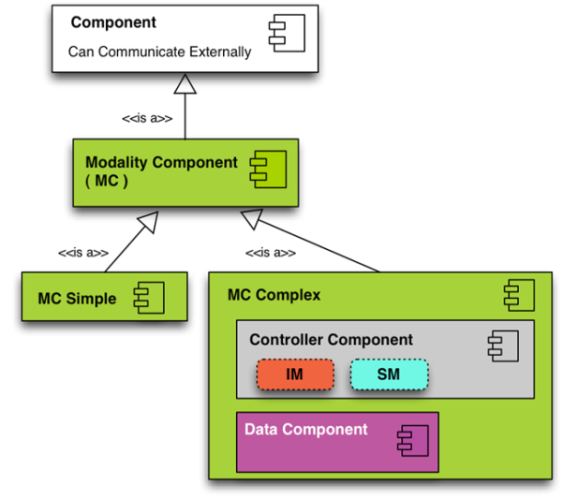 Component
Can Communicate Externally
<<is a>>
Modality Component
( MC )
<<is a>>
<<is a>>
MC Simple
MC Complex
Controller Component
IM
SM
Data Component